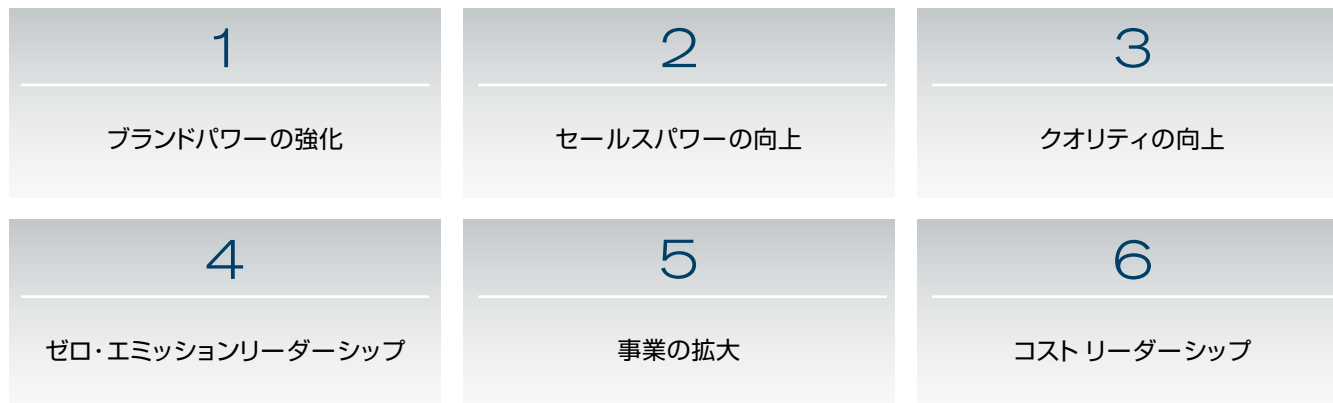 1
ブランドパワーの強化
2
セールスパワーの向上
3
クオリティの向上
4
ゼロ・エミッションリーダーシップ
5
事業の拡大
6
コスト リーダーシップ